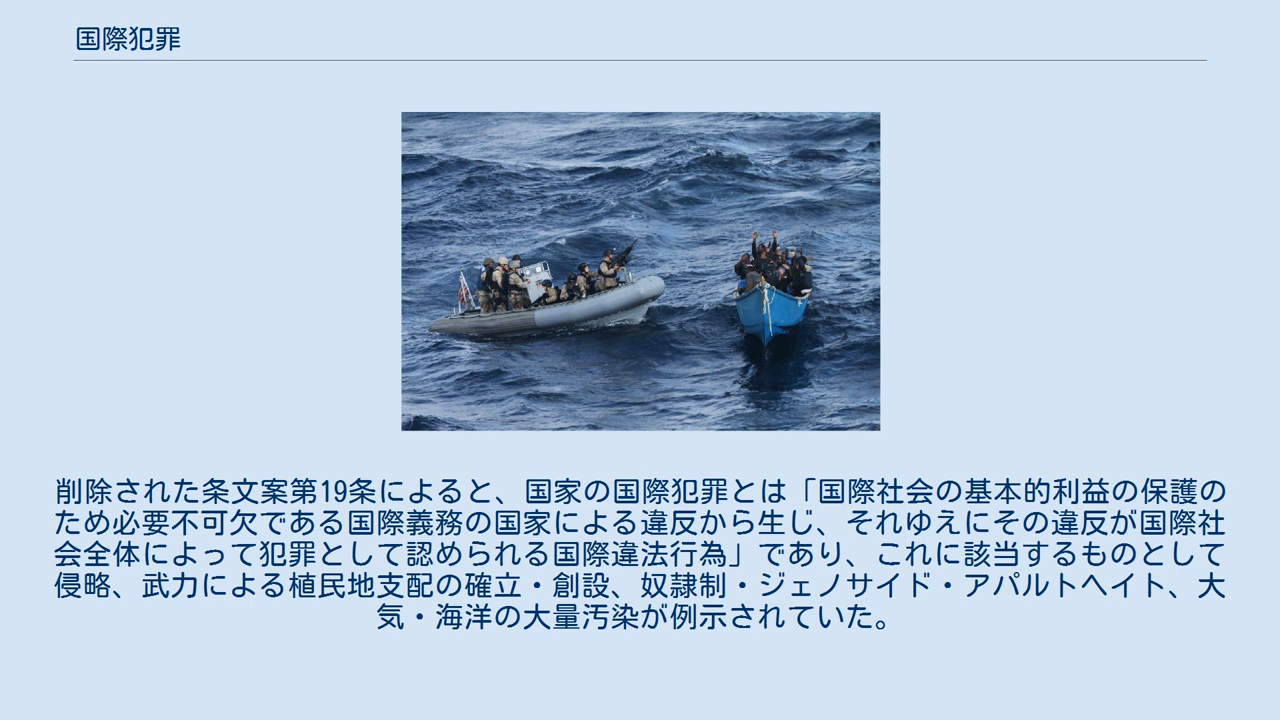 国際犯罪
削除された条文案第19条によると、国家の国際犯罪とは「国際社会の基本的利益の保護の
ため必要不可欠である国際義務の国家による違反から生じ、それゆえにその違反が国際社
会全体によって犯罪として認められる国際違法行為」であり、これに該当するものとして
侵略、武力による植民地支配の確立・創設、奴隷制・ジェノサイド・アパルトヘイト、大
気・海洋の大量汚染が例示されていた。